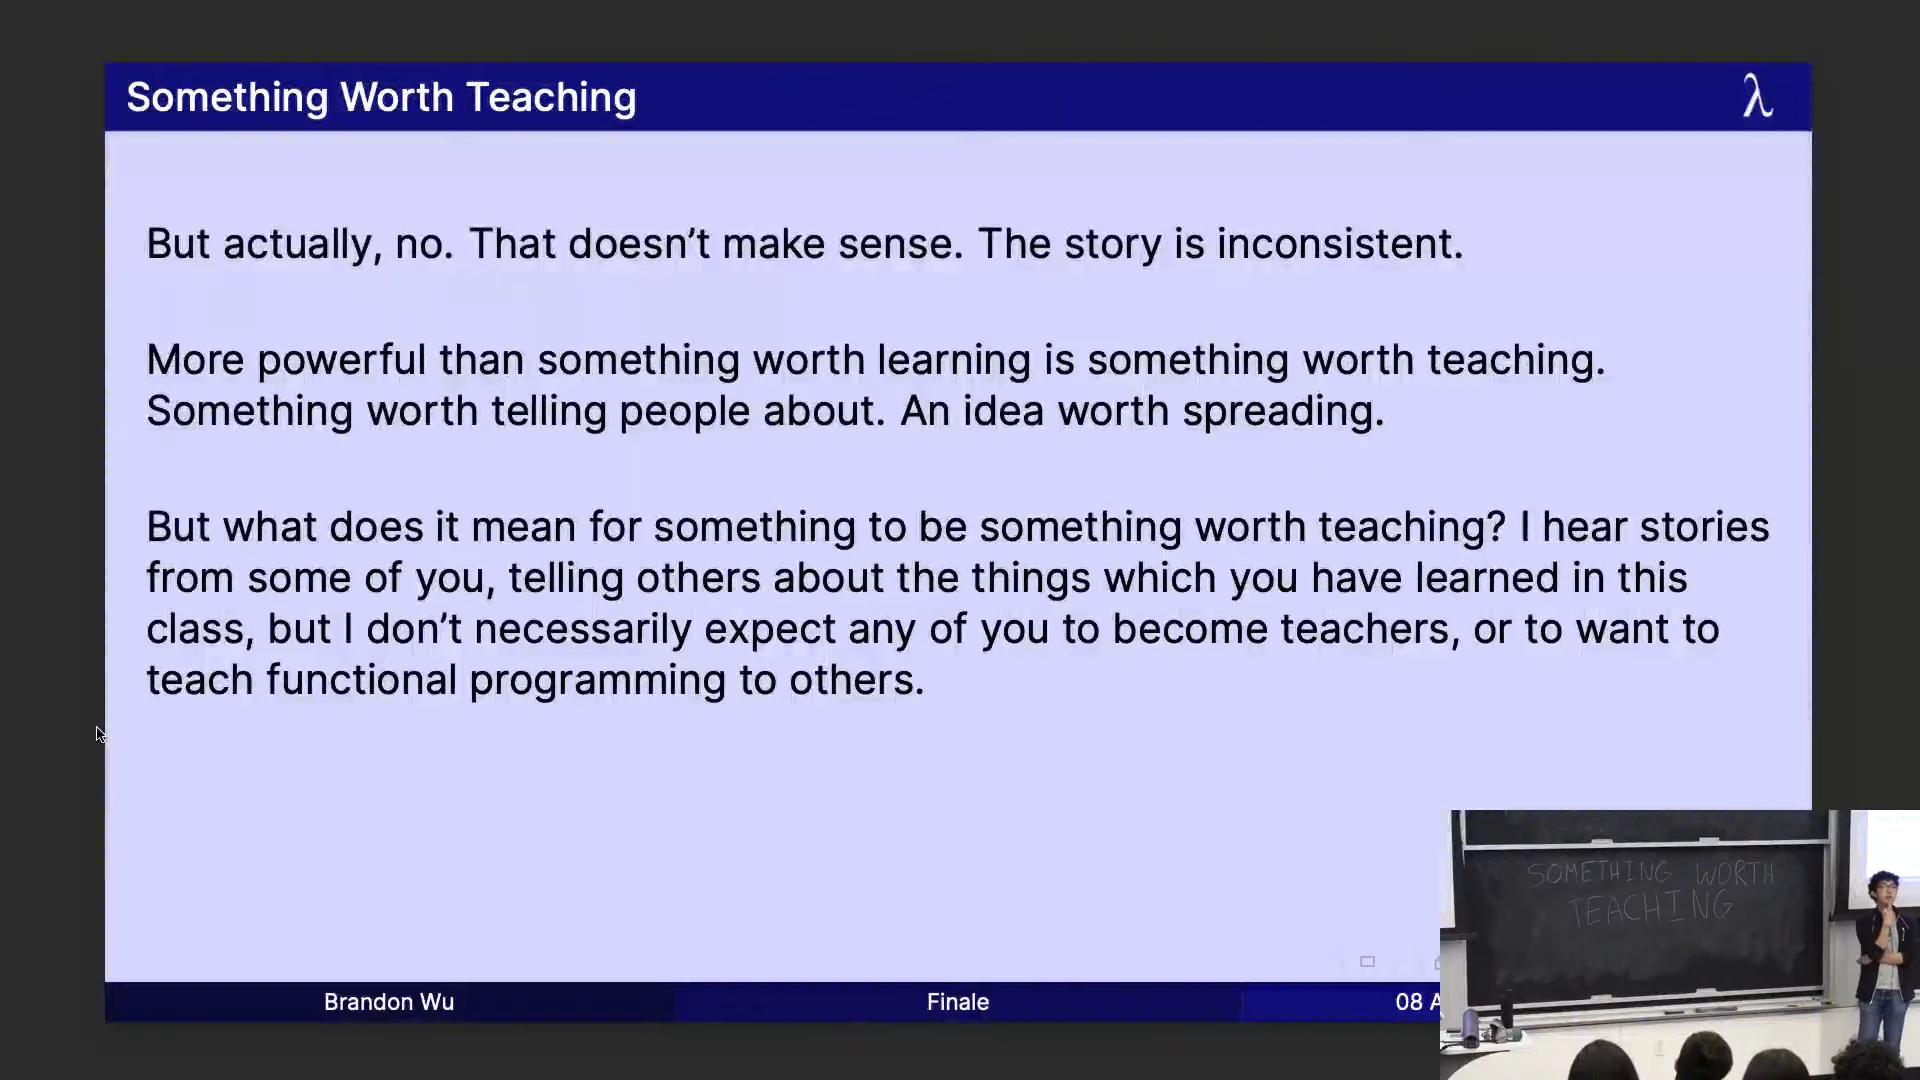 Something Worth Teaching
λ
But actually, no. That doesn’t make sense. The story is inconsistent.
More powerful than something worth learning is something worth teaching.
Something worth telling people about. An idea worth spreading.
But what does it mean for something to be something worth teaching? I hear stories
from some of you, telling others about the things which you have learned in this
class, but I don’t necessarily expect any of you to become teachers, or to want to
teach functional programming to others.
SOMETHING WORTH
TEACHING
Brandon Wu
Finale
08 A